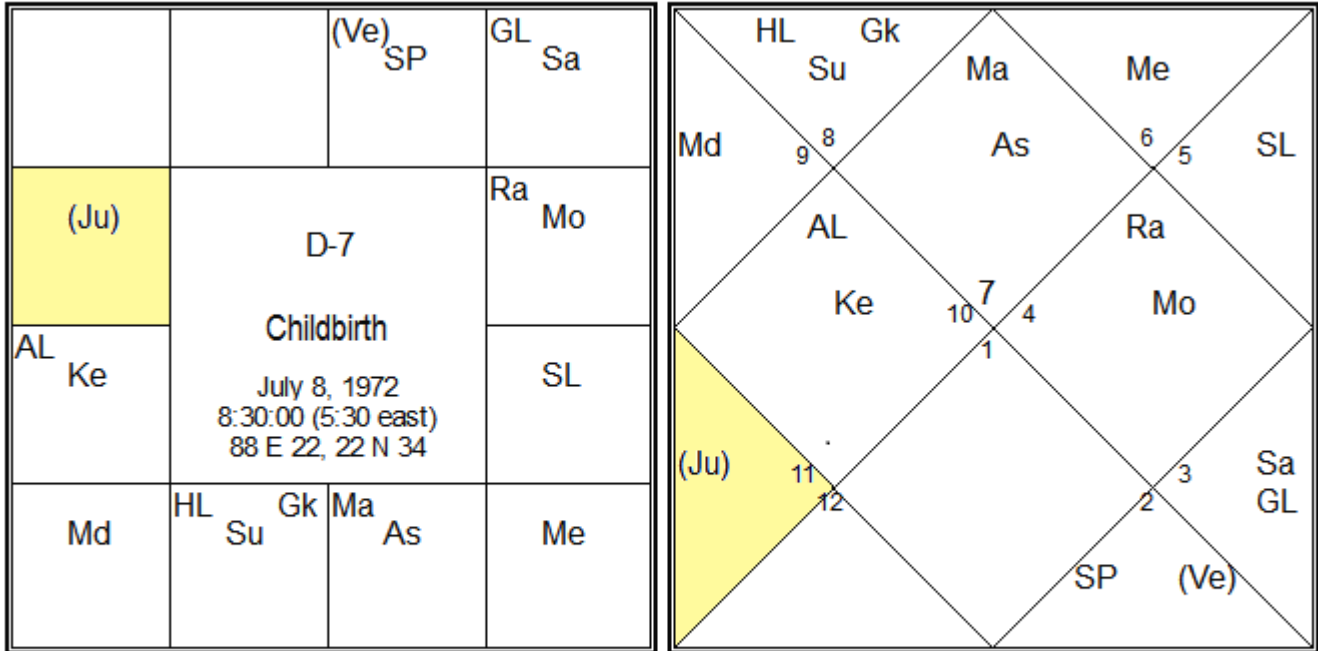 (Ve)
SP
GL
Sa
(Ju)
Ra
Mo
D-7
Childbirth
July 8, 1972
8:30:00 (5:30 east)
88 E 22, 22 N 34
AL
Ke
SL
Md
HL Gk
Su
Ma
As
Me
HL Gk
Su
Ma
Me
Md
9
8
As
6
5
SL
AL
Ra
Ke
10
7
4
Mo
1
(Ju)
11
12
3
2
Sa
GL
SP (Ve)